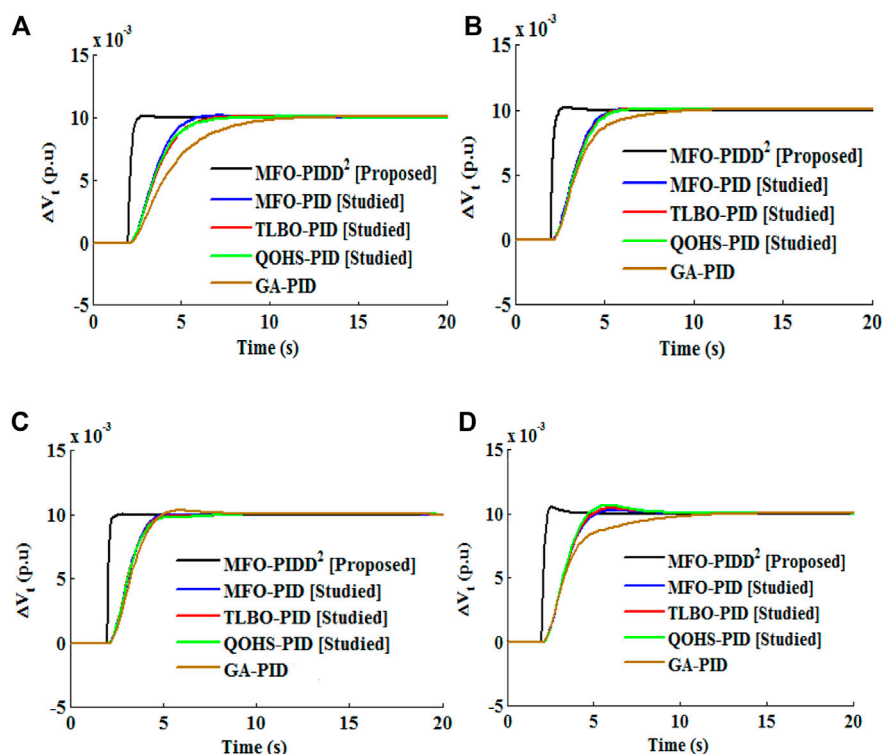 A
x 10⁻³
15
10
5
0
-5
ΔVₜ (p.u)
MFO-PIDD² [Proposed]
MFO-PID [Studied]
TLBO-PID [Studied]
QOHS-PID [Studied]
GA-PID
0 5 10 15 20
Time (s)
B
x 10⁻³
15
10
5
0
-5
ΔVₜ (p.u)
MFO-PIDD² [Proposed]
MFO-PID [Studied]
TLBO-PID [Studied]
QOHS-PID [Studied]
GA-PID
0 5 10 15 20
Time (s)
C
x 10⁻³
15
10
5
0
-5
ΔVₜ (p.u)
MFO-PIDD² [Proposed]
MFO-PID [Studied]
TLBO-PID [Studied]
QOHS-PID [Studied]
GA-PID
0 5 10 15 20
Time (s)
D
x 10⁻³
15
10
5
0
-5
ΔVₜ (p.u)
MFO-PIDD² [Proposed]
MFO-PID [Studied]
TLBO-PID [Studied]
QOHS-PID [Studied]
GA-PID
0 5 10 15 20
Time (s)